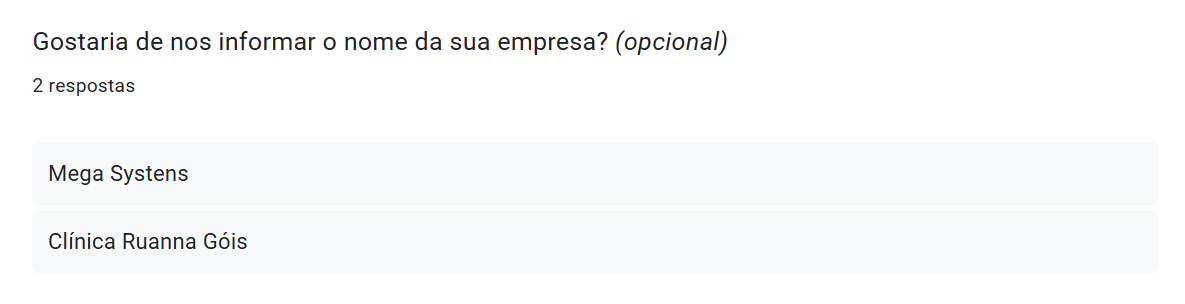 Gostaria de nos informar o nome da sua empresa? (opcional)
2 respostas
Mega Systens
Clínica Ruanna Góis